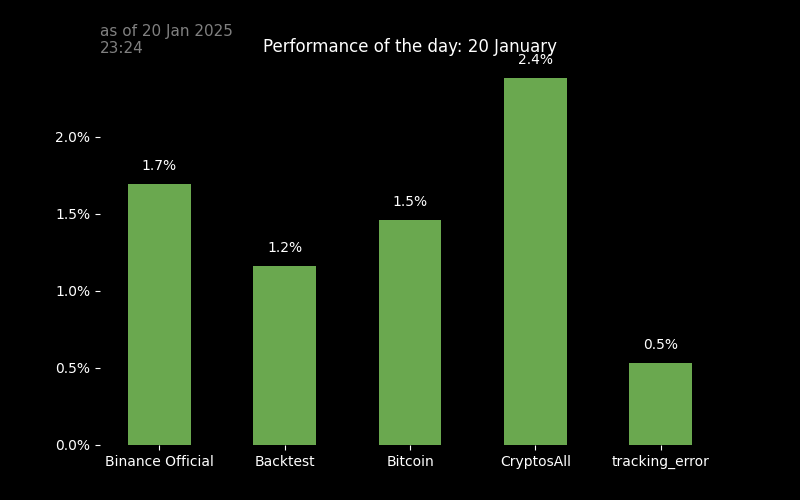 as of 20 Jan 2025
23:24
Performance of the day: 20 January
2.4%
2.0%
1.7%
1.5%
1.5%
1.2%
1.0%
0.5%
0.5%
0.0%
Binance Official
Backtest
Bitcoin
CryptosAll
tracking_error